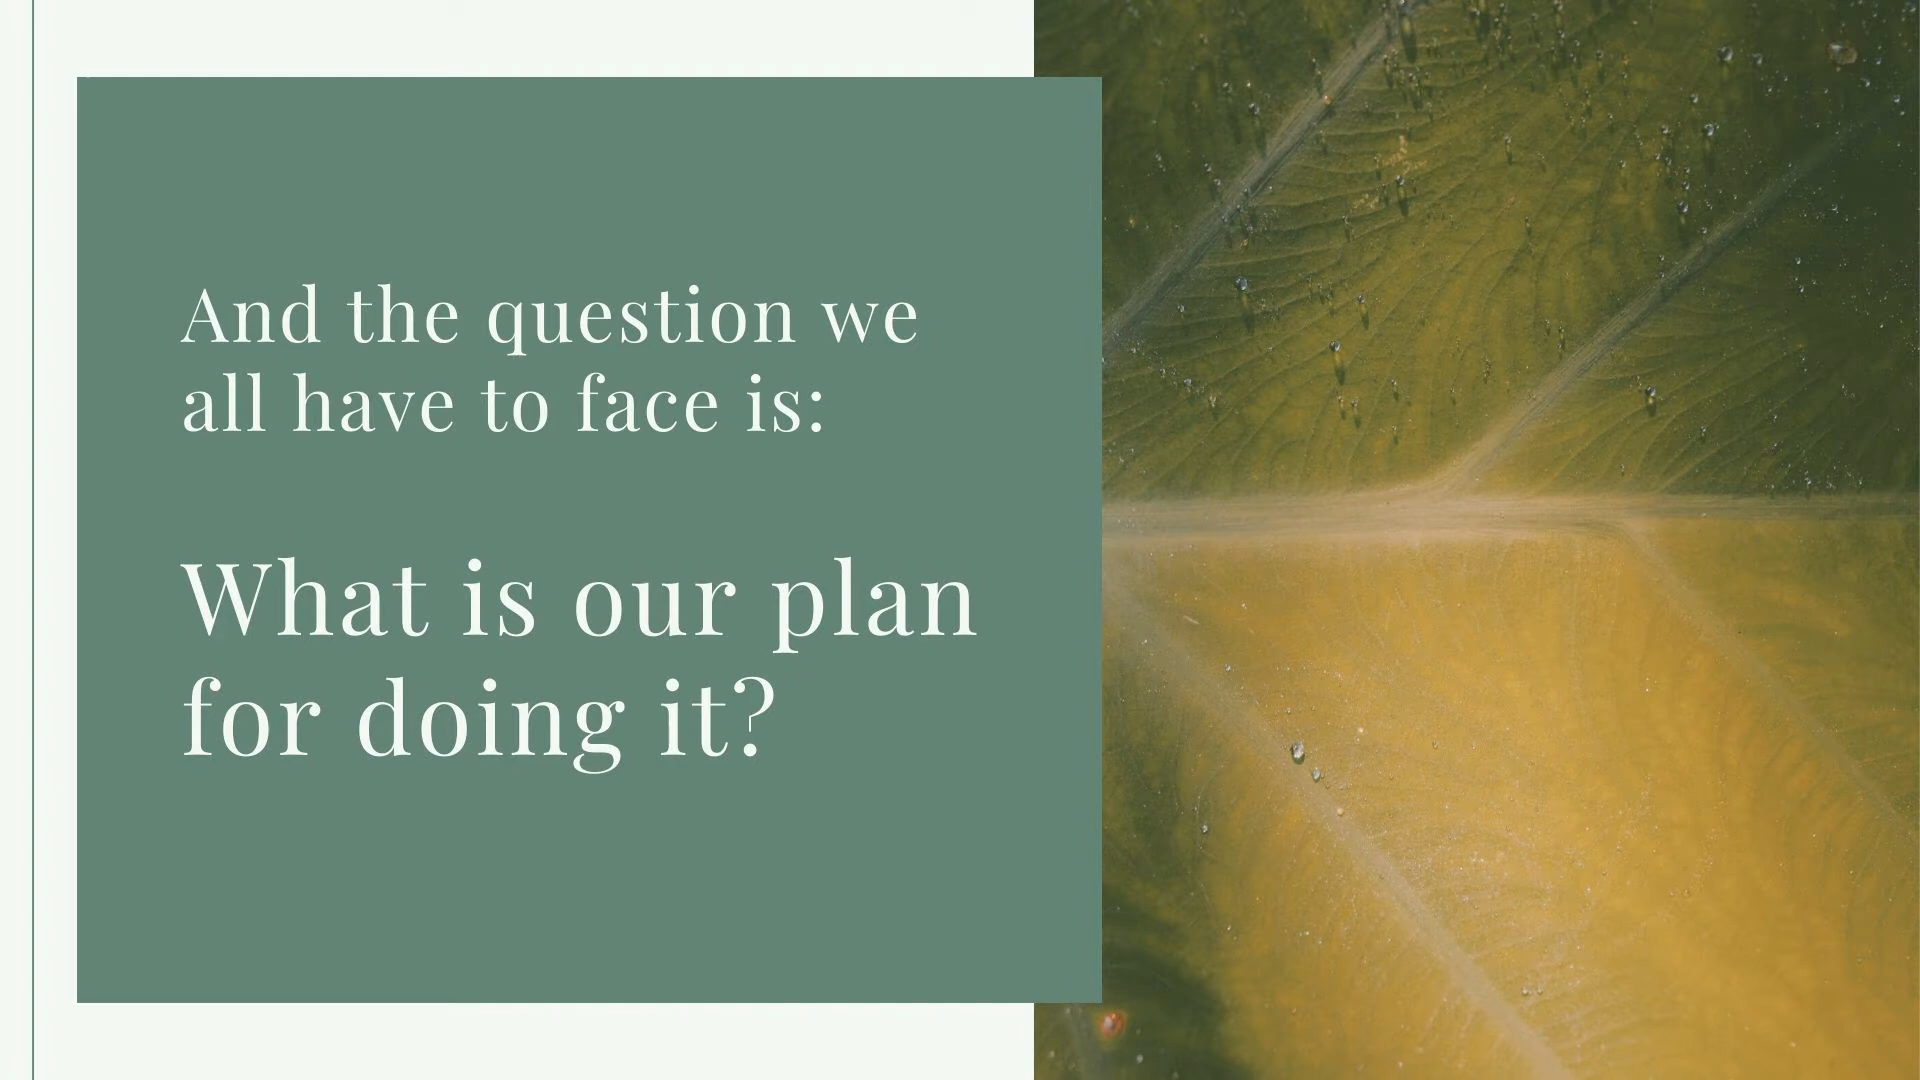 And the question we
all have to face is:
What is our plan
for doing it?